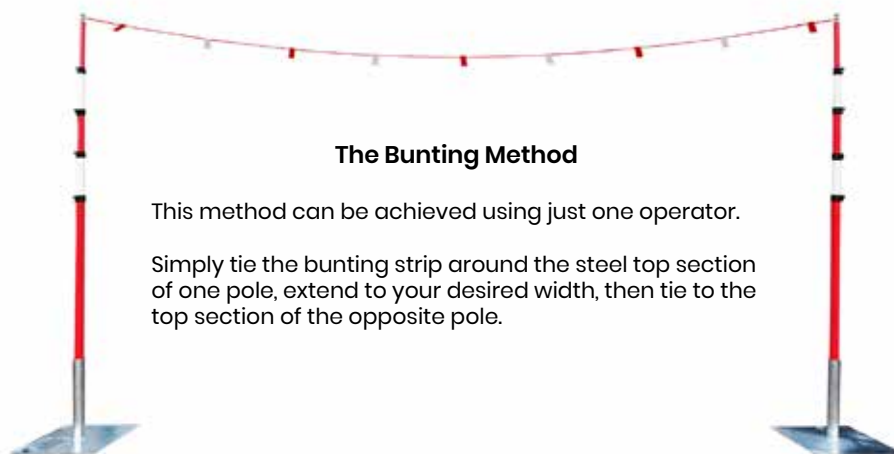 The Bunting Method
This method can be achieved using just one operator.
Simply tie the bunting strip around the steel top section
of one pole, extend to your desired width, then tie to the
top section of the opposite pole.